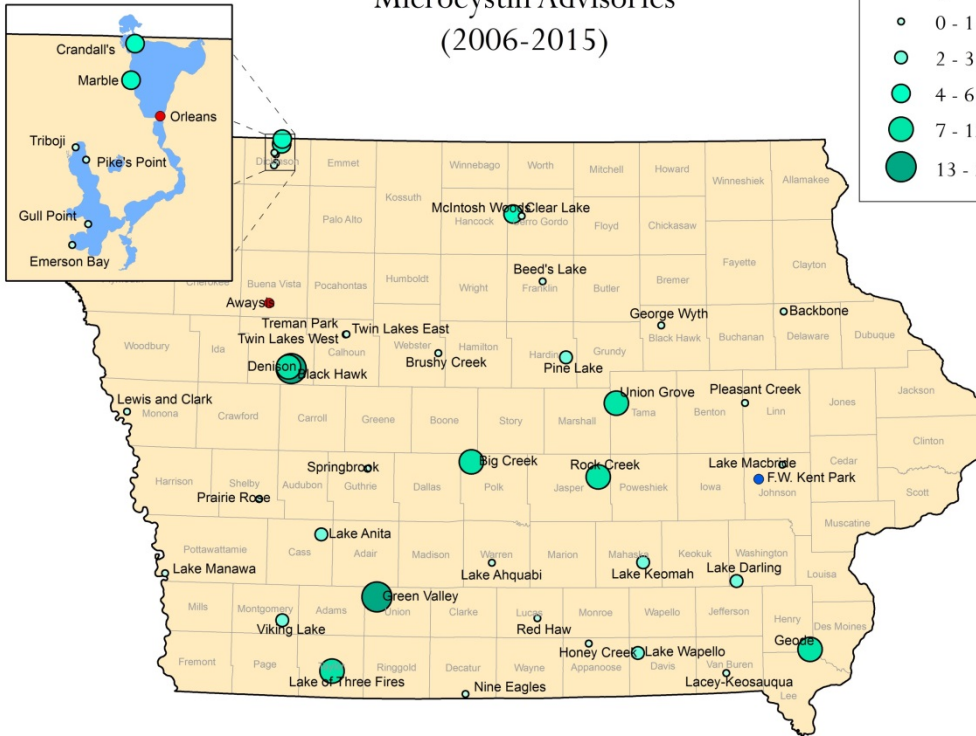 Microcystin Advisories
(2006-2015)
0 - 1
2 - 3
4 - 6
7 - 1
13 -
Crandall's
Marble
Orleans
Triboji
Pike's Point
Gull Point
Emerson Bay
Dickinson
Emmet
Winnebago
Worth
Mitchell
Howard
Winneshiek
Allamakee
Kossuth
Palo Alto
McIntosh Woods
Clear Lake
Hancock
Cerro Gordo
Floyd
Chickasaw
Fayette
Clayton
Beed's Lake
Cherokee
Buena Vista
Pocahontas
Humboldt
Wright
Franklin
Butler
Bremer
Awaysis
George Wyth
Backbone
Treman Park
Twin Lakes East
Twin Lakes West
Woodbury
Ida
Calhoun
Webster
Hamilton
Hardin
Grundy
Black Hawk
Buchanan
Delaware
Dubuque
Brushy Creek
Pine Lake
Denison
Black Hawk
Union Grove
Pleasant Creek
Lewis and Clark
Monona
Crawford
Carroll
Greene
Boone
Story
Marshall
Tama
Benton
Linn
Jones
Jackson
Clinton
Springbrook
Big Creek
Rock Creek
Lake Macbride
F.W. Kent Park
Cedar
Harrison
Shelby
Audubon
Guthrie
Dallas
Polk
Jasper
Poweshiek
Iowa
Johnson
Scott
Prairie Rose
Muscatine
Lake Anita
Pottawattamie
Cass
Adair
Madison
Warren
Marion
Mahaska
Keokuk
Washington
Louisa
Lake Manawa
Lake Ahquabi
Lake Keomah
Lake Darling
Green Valley
Mills
Montgomery
Adams
Union
Clarke
Lucas
Monroe
Wapello
Jefferson
Henry
Des Moines
Viking Lake
Red Haw
Geode
Honey Creek
Lake Wapello
Fremont
Page
Ringgold
Decatur
Wayne
Appanoose
Davis
Van Buren
Lee
Lake of Three Fires
Nine Eagles
Lacey-Keosauqua